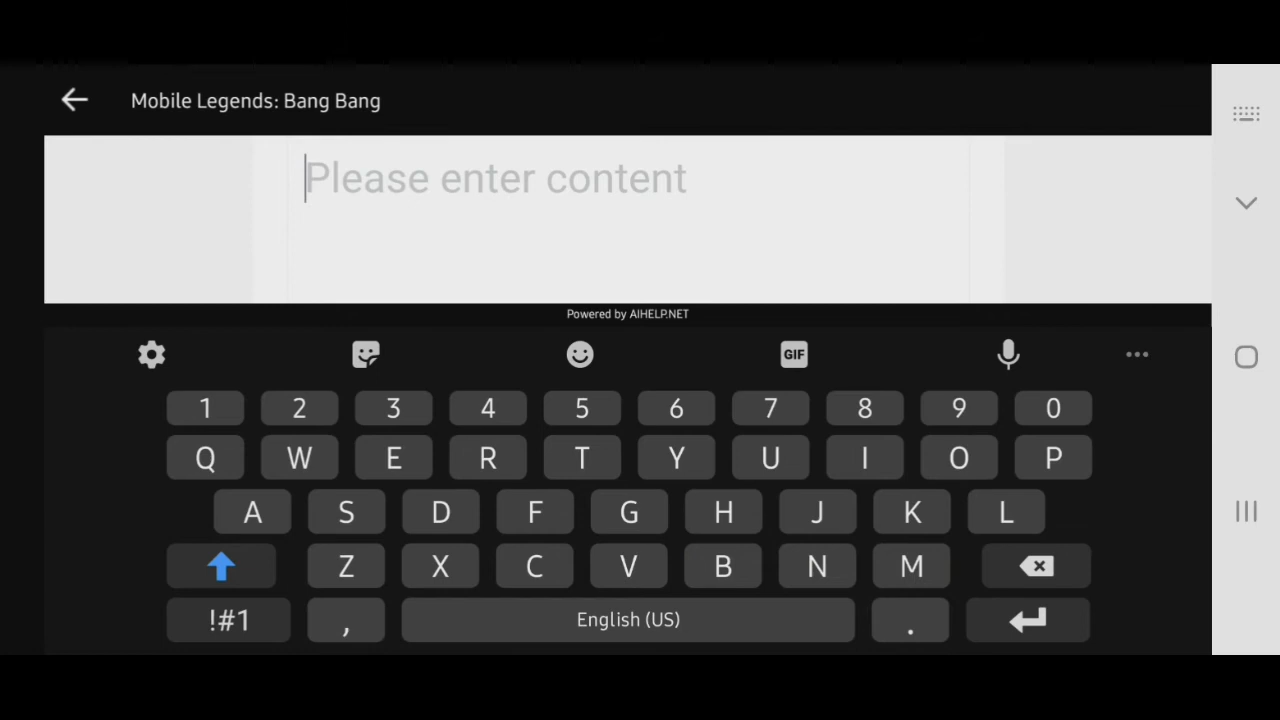 Mobile Legends: Bang Bang
Please enter content
Powered by AIHELP.NET
GIF
1 2 3 4 5 6 7 8 9 0
Q W E R T Y U I O P
A S D F G H J K L
Z X C V B N M
!#1 , English (US) .